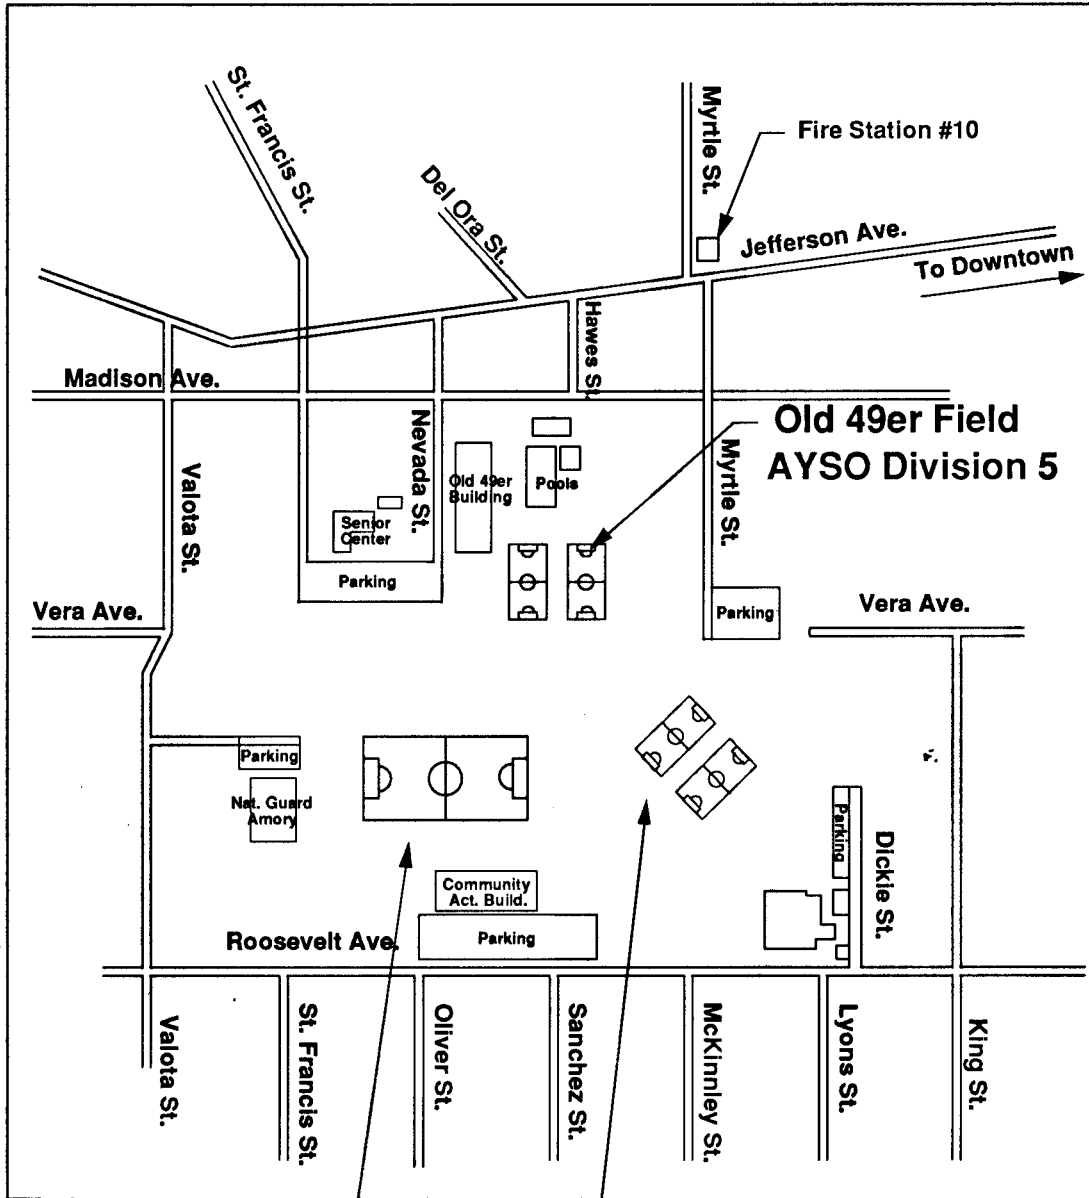 St. Francis St.
Myrtle St.
Fire Station #10
Del Ora St.
Jefferson Ave.
To Downtown
Hawes St.
Madison Ave.
Old 49er Field
AYSO Division 5
Nevada St.
Myrtle St.
Valota St.
Old 49er
Building
Pools
Senior
Center
Parking
Vera Ave.
Parking
Vera Ave.
Parking
Nat. Guard
Amory
Parking
Dickie St.
Community
Act. Build.
Roosevelt Ave.
Parking
Valota St.
St. Francis St.
Oliver St.
Sanchez St.
McKinnley St.
Lyons St.
King St.